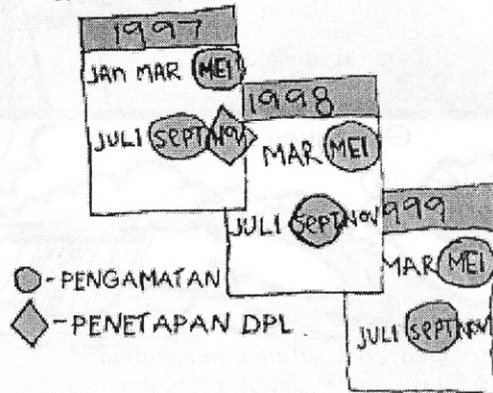 1997
JAN MAR MEI
JULI SEPT NOV
1998
MAR MEI
JULI SEPT NOV
1999
MAR MEI
JULI SEPT NOV
- PENGAMATAN
- PENETAPAN DPL